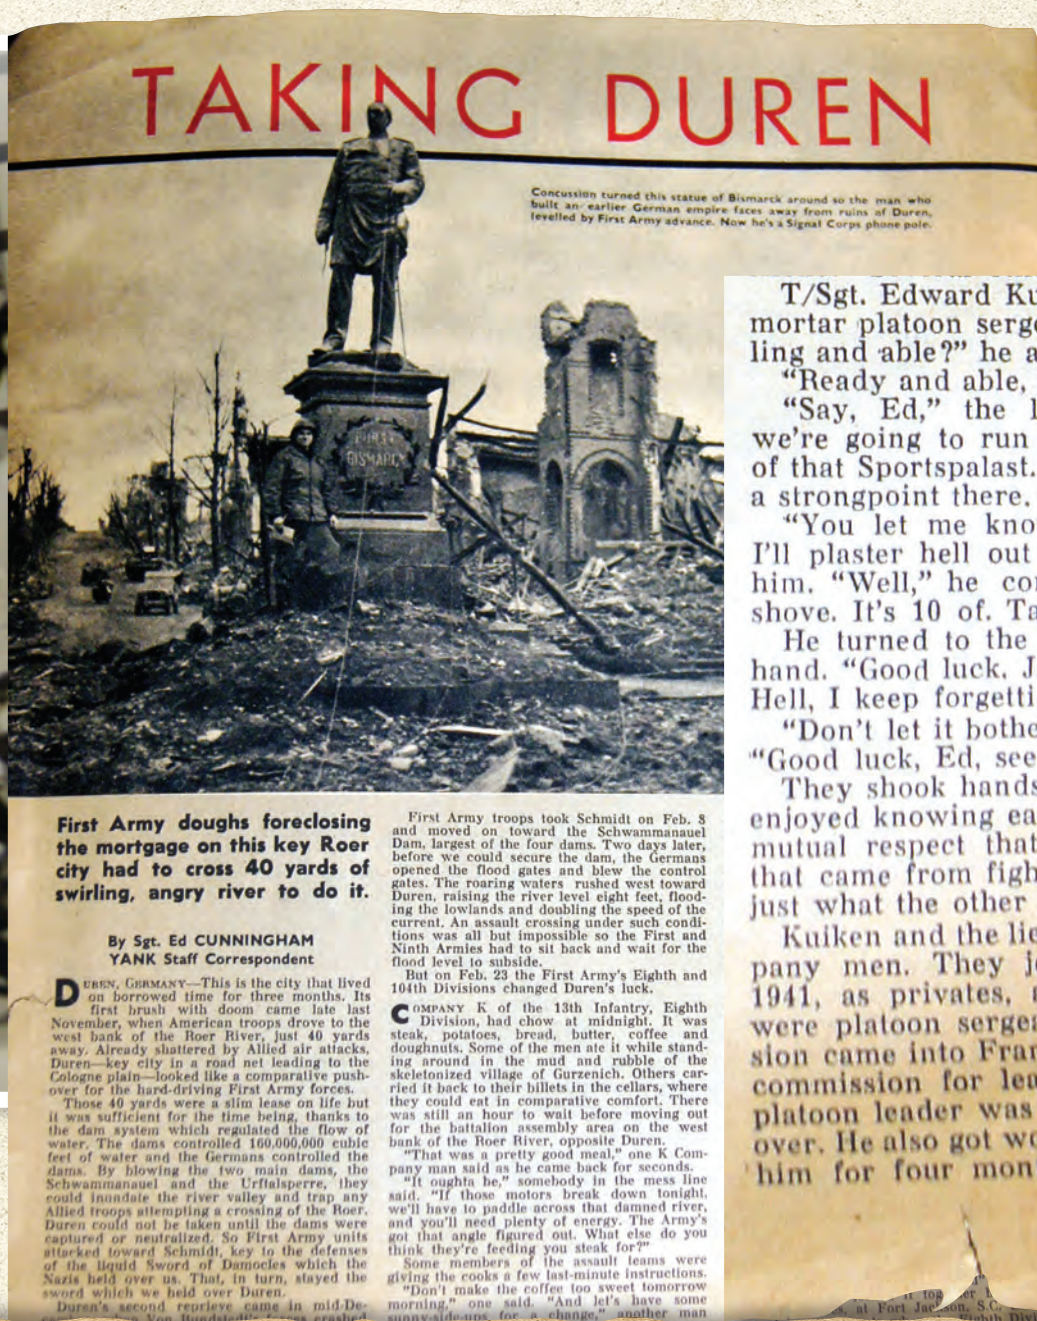 TAKING DUREN
Concussion turned this statue of Bismarck around so the man who
built an earlier German empire faces away from ruins of Duren,
levelled by First Army advance. Now he's a Signal Corps phone pole.
FURST
BISMARCK
First Army doughs foreclosing
the mortgage on this key Roer
city had to cross 40 yards of
swirling, angry river to do it.
By Sgt. Ed CUNNINGHAM
YANK Staff Correspondent
DUREN, GERMANY—This is the city that lived
on borrowed time for three months. Its
first brush with doom came late last
November, when American troops drove to the
west bank of the Roer River, just 40 yards
away. Already shattered by Allied air attacks,
Duren—key city in a road net leading to the
Cologne plain—looked like a comparative push-
over for the hard-driving First Army forces.
Those 40 yards were a slim lease on life but
it was sufficient for the time being, thanks to
the dam system which regulated the flow of
water. The dams controlled 160,000,000 cubic
feet of water and the Germans controlled the
dams. By blowing the two main dams, the
Schwammanauel and the Urftalsperre, they
could inundate the river valley and trap any
Allied troops attempting a crossing of the Roer.
Duren could not be taken until the dams were
captured or neutralized. So First Army units
attacked toward Schmidt, key to the defenses
of the liquid Sword of Damocles which the
Nazis held over us. That, in turn, stayed the
sword which we held over Duren.
Duren's second reprieve came in mid-De-
First Army troops took Schmidt on Feb. 8
and moved on toward the Schwammanauel
Dam, largest of the four dams. Two days later,
before we could secure the dam, the Germans
opened the flood gates and blew the control
gates. The roaring waters rushed west toward
Duren, raising the river level eight feet, flood-
ing the lowlands and doubling the speed of the
current. An assault crossing under such condi-
tions was all but impossible so the First and
Ninth Armies had to sit back and wait for the
flood level to subside.
But on Feb. 23 the First Army's Eighth and
104th Divisions changed Duren's luck.
COMPANY K of the 13th Infantry, Eighth
Division, had chow at midnight. It was
steak, potatoes, bread, butter, coffee and
doughnuts. Some of the men ate it while stand-
ing around in the mud and rubble of the
skeletonized village of Gurzenich. Others car-
ried it back to their billets in the cellars, where
they could eat in comparative comfort. There
was still an hour to wait before moving out
for the battalion assembly area on the west
bank of the Roer River, opposite Duren.
"That was a pretty good meal," one K Com-
pany man said as he came back for seconds.
"It oughta be," somebody in the mess line
said. "If those motors break down tonight,
we'll have to paddle across that damned river,
and you'll need plenty of energy. The Army's
got that angle figured out. What else do you
think they're feeding you steak for?"
Some members of the assault teams were
giving the cooks a few last-minute instructions.
"Don't make the coffee too sweet tomorrow
morning," one said. "And let's have some
sunny-side-ups for a change," another man
T/Sgt. Edward Ku
mortar platoon serge
ling and able?" he a
"Ready and able,
"Say, Ed," the l
we're going to run
of that Sportspalast.
a strongpoint there.
"You let me kno
I'll plaster hell out
him. "Well," he co
shove. It's 10 of. Ta
He turned to the
hand. "Good luck, J
Hell, I keep forgetti
"Don't let it bothe
"Good luck, Ed, see
They shook hands
enjoyed knowing ea
mutual respect that
that came from figh
just what the other
Kuiken and the lie
pany men. They jo
1941, as privates,
were platoon serge
sion came into Fran
commission for lea
platoon leader was
over. He also got wo
him for four mon
at Fort Jackson, S.C.